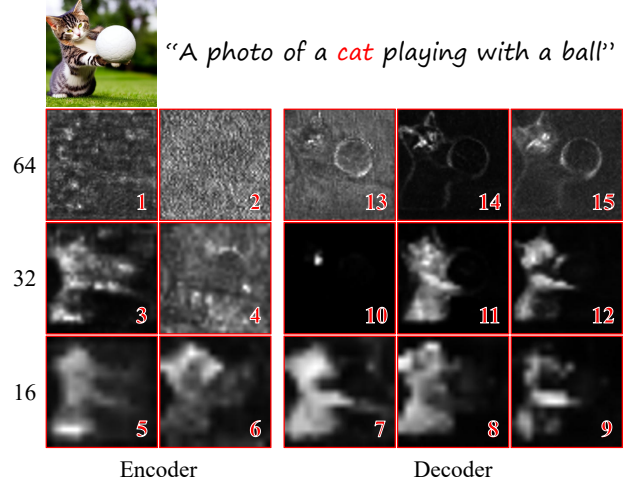 “A photo of a cat playing with a ball”
64 1 2 13 14 15
32 3 4 10 11 12
16 5 6 7 8 9
Encoder Decoder